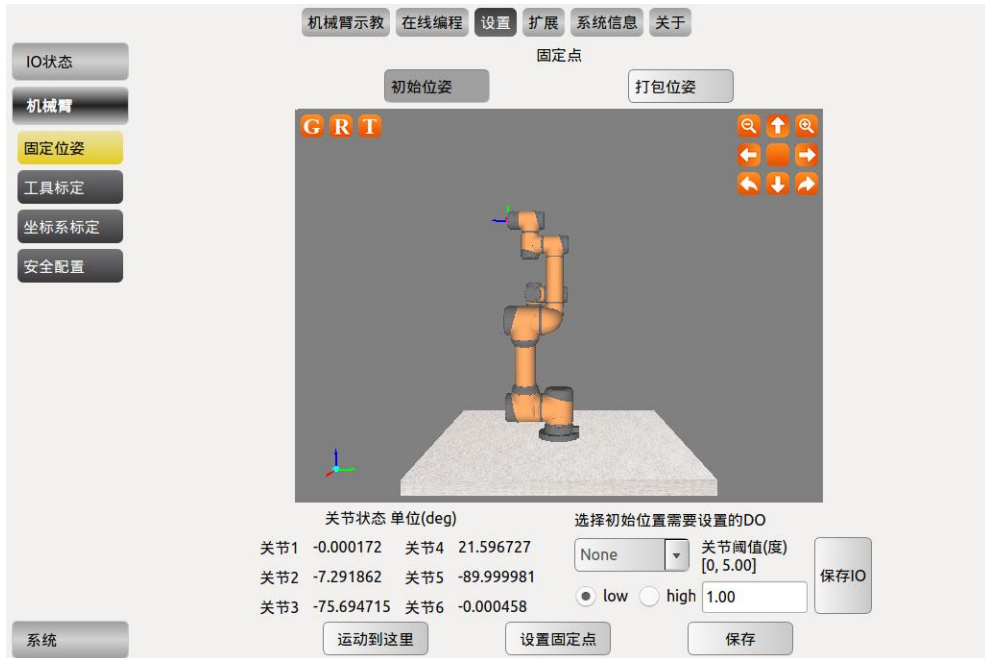 机械臂示教 在线编程 设置 扩展 系统信息 关于
固定点
IO状态
初始位姿 打包位姿
机械臂
G R T
固定位姿
工具标定
坐标系标定
安全配置
关节状态 单位(deg) 选择初始位置需要设置的DO
关节1 -0.000172 关节4 21.596727 None 关节阈值(度)
[0, 5.00]
保存IO
关节2 -7.291862 关节5 -89.999981
low high 1.00
关节3 -75.694715 关节6 -0.000458
系统 运动到这里 设置固定点 保存